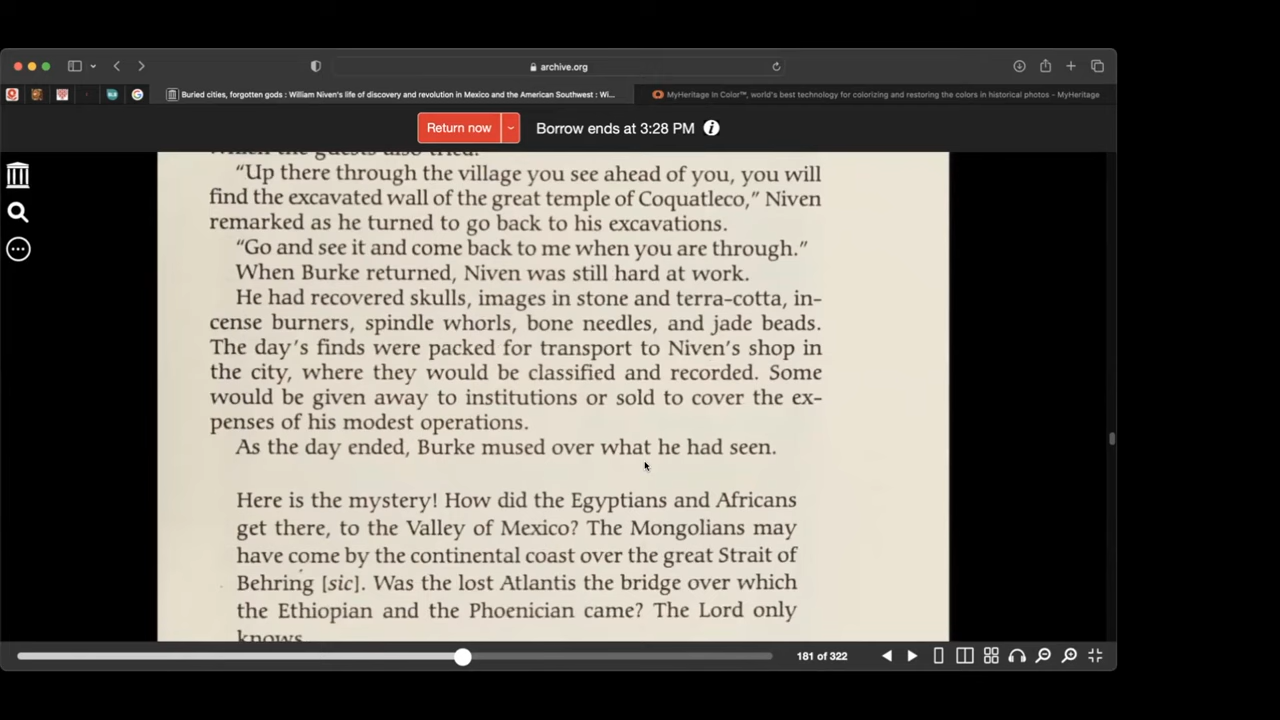 archive.org
Buried cities, forgotten gods : William Niven's life of discovery and revolution in Mexico and the American Southwest : Wi...
MyHeritage In Color™, world's best technology for colorizing and restoring the colors in historical photos - MyHeritage
Return now
Borrow ends at 3:28 PM
which the guests also tried.
“Up there through the village you see ahead of you, you will
find the excavated wall of the great temple of Coquatleco,” Niven
remarked as he turned to go back to his excavations.
“Go and see it and come back to me when you are through.”
When Burke returned, Niven was still hard at work.
He had recovered skulls, images in stone and terra-cotta, in-
cense burners, spindle whorls, bone needles, and jade beads.
The day’s finds were packed for transport to Niven’s shop in
the city, where they would be classified and recorded. Some
would be given away to institutions or sold to cover the ex-
penses of his modest operations.
As the day ended, Burke mused over what he had seen.
Here is the mystery! How did the Egyptians and Africans
get there, to the Valley of Mexico? The Mongolians may
have come by the continental coast over the great Strait of
Behring [sic]. Was the lost Atlantis the bridge over which
the Ethiopian and the Phoenician came? The Lord only
knows.
181 of 322